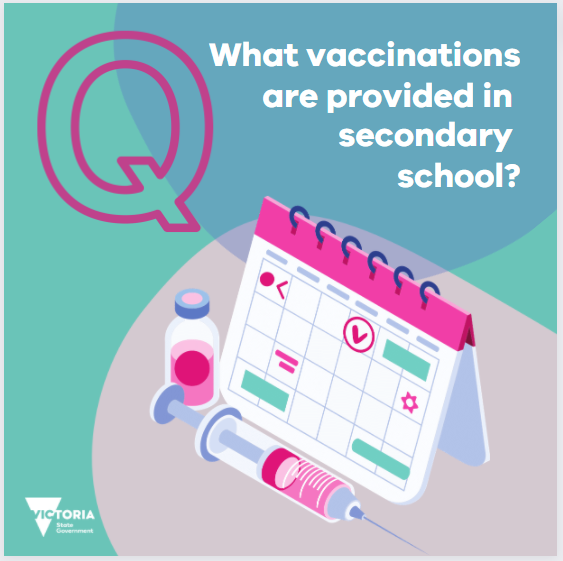 Q
What vaccinations
are provided in
secondary
school?
VICTORIA
State
Government